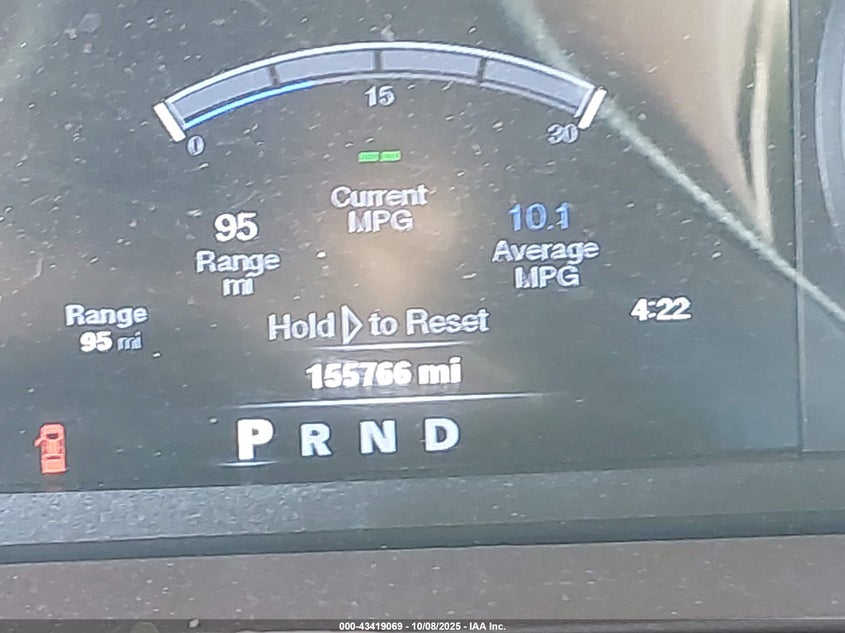 15
0
30
Current
MPG
95
Range
mi
10.1
Average
MPG
Range
95 mi
Hold ▷ to Reset
4:22
155766 mi
P R N D
000-43419069 - 10/08/2025 - IAA Inc.